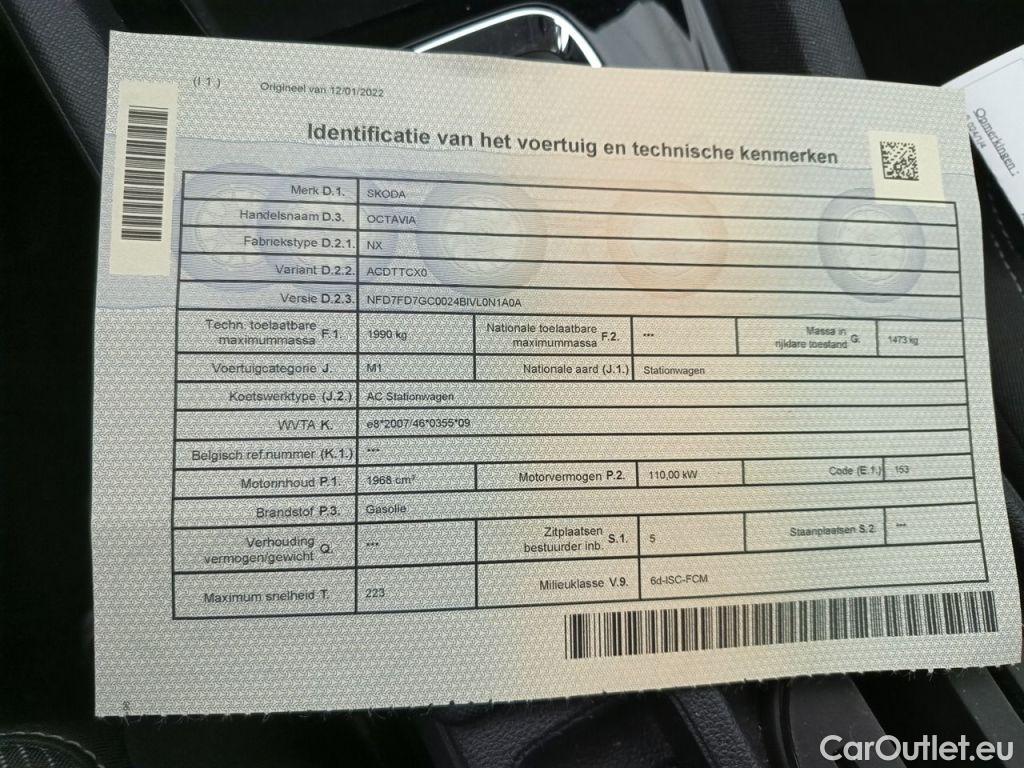 (I 1.) Origineel van 12/01/2022
Identificatie van het voertuig en technische kenmerken
Opmerkingen:
Merk D.1. SKODA
Handelsnaam D.3. OCTAVIA
Fabriekstype D.2.1. NX
Variant D.2.2. ACDTTCX0
Versie D.2.3. NFD7FD7GC0024BIVL0N1A0A
Techn. toelaatbare maximummassa F.1. 1990 kg Nationale toelaatbare maximummassa F.2. *** Massa in rijklare toestand G. 1473 kg
Voertuigcategorie J. M1 Nationale aard (J.1.) Stationwagen
Koetswerktype (J.2.) AC Stationwagen
WVTA K. e8*2007/46*0355*09
Belgisch ref.nummer (K.1.) ***
Motorinhoud P.1. 1968 cm³ Motorvermogen P.2. 110,00 kW Code (E.1.) 153
Brandstof P.3. Gasolie
Verhouding vermogen/gewicht Q. *** Zitplaatsen bestuurder inb. S.1. 5 Staanplaatsen S.2. ***
Maximum snelheid T. 223 Milieuklasse V.9. 6d-ISC-FCM
CarOutlet.eu